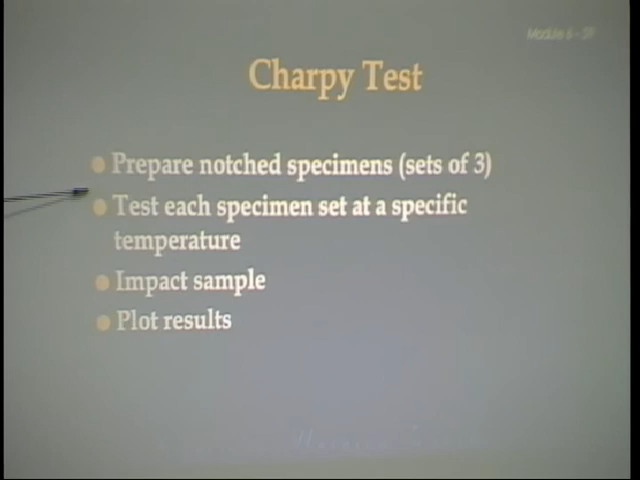 Charpy Test
Prepare notched specimens (sets of 3)
Test each specimen set at a specific
temperature
Impact sample
Plot results